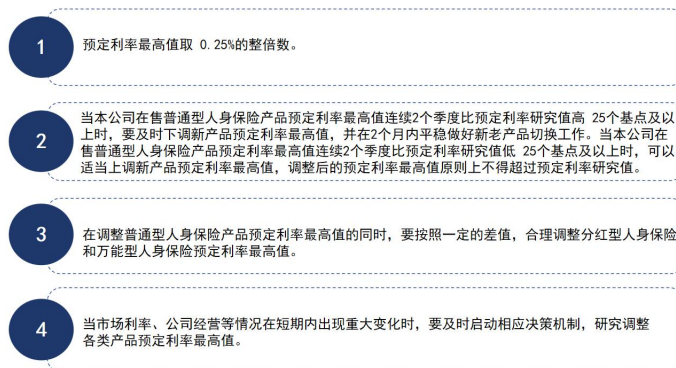 1
预定利率最高值取 0.25%的整倍数。
2
当本公司在售普通型人身保险产品预定利率最高值连续2个季度比预定利率研究值高 25个基点及以
上时，要及时下调新产品预定利率最高值，并在2个月内平稳做好新老产品切换工作。当本公司在
售普通型人身保险产品预定利率最高值连续2个季度比预定利率研究值低 25个基点及以上时，可以
适当上调新产品预定利率最高值，调整后的预定利率最高值原则上不得超过预定利率研究值。
3
在调整普通型人身保险产品预定利率最高值的同时，要按照一定的差值，合理调整分红型人身保险
和万能型人身保险预定利率最高值。
4
当市场利率、公司经营等情况在短期内出现重大变化时，要及时启动相应决策机制，研究调整
各类产品预定利率最高值。